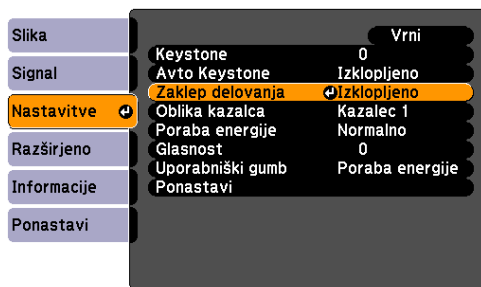 Slika
Signal
Nastavitve
Razširjeno
Informacije
Ponastavi
Vrni
Keystone 0
Avto Keystone Izklopljeno
Zaklep delovanja Izklopljeno
Oblika kazalca Kazalec 1
Poraba energije Normalno
Glasnost 0
Uporabniški gumb Poraba energije
Ponastavi